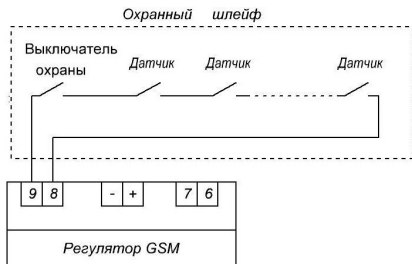 Охранный шлейф
Выключатель
охраны
Датчик Датчик Датчик
9 8 - + 7 6
Регулятор GSM